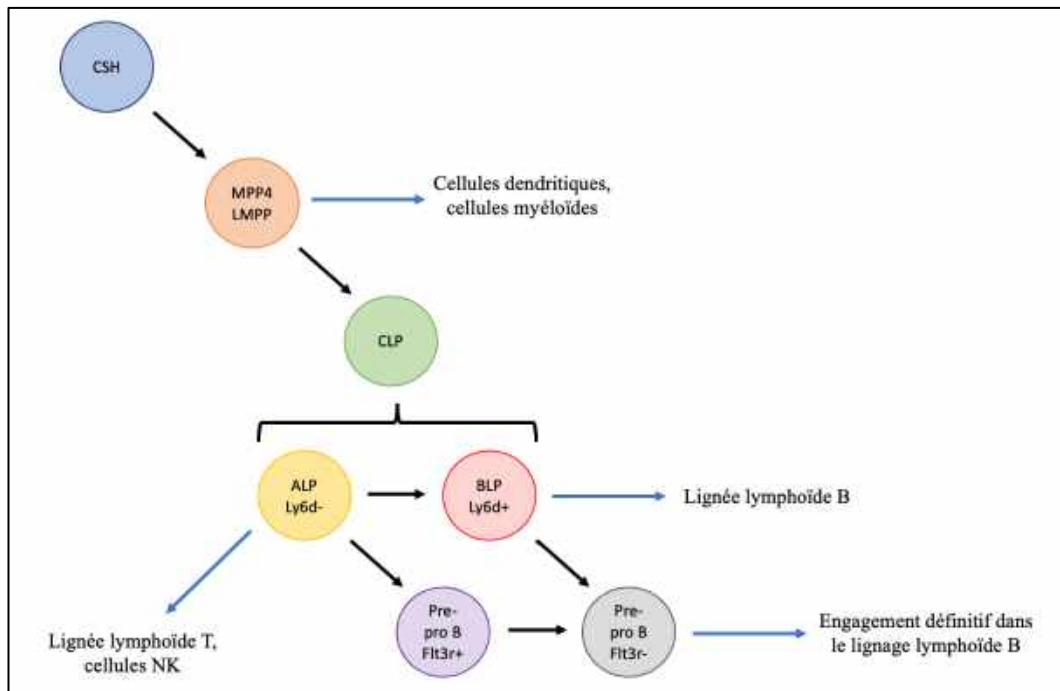 CSH
MPP4
LMPP
Cellules dendritiques,
cellules myéloïdes
CLP
ALP
Ly6d-
BLP
Ly6d+
Lignée lymphoïde B
Lignée lymphoïde T,
cellules NK
Pre-
pro B
Flt3r+
Pre-
pro B
Flt3r-
Engagement définitif dans
le lignage lymphoïde B